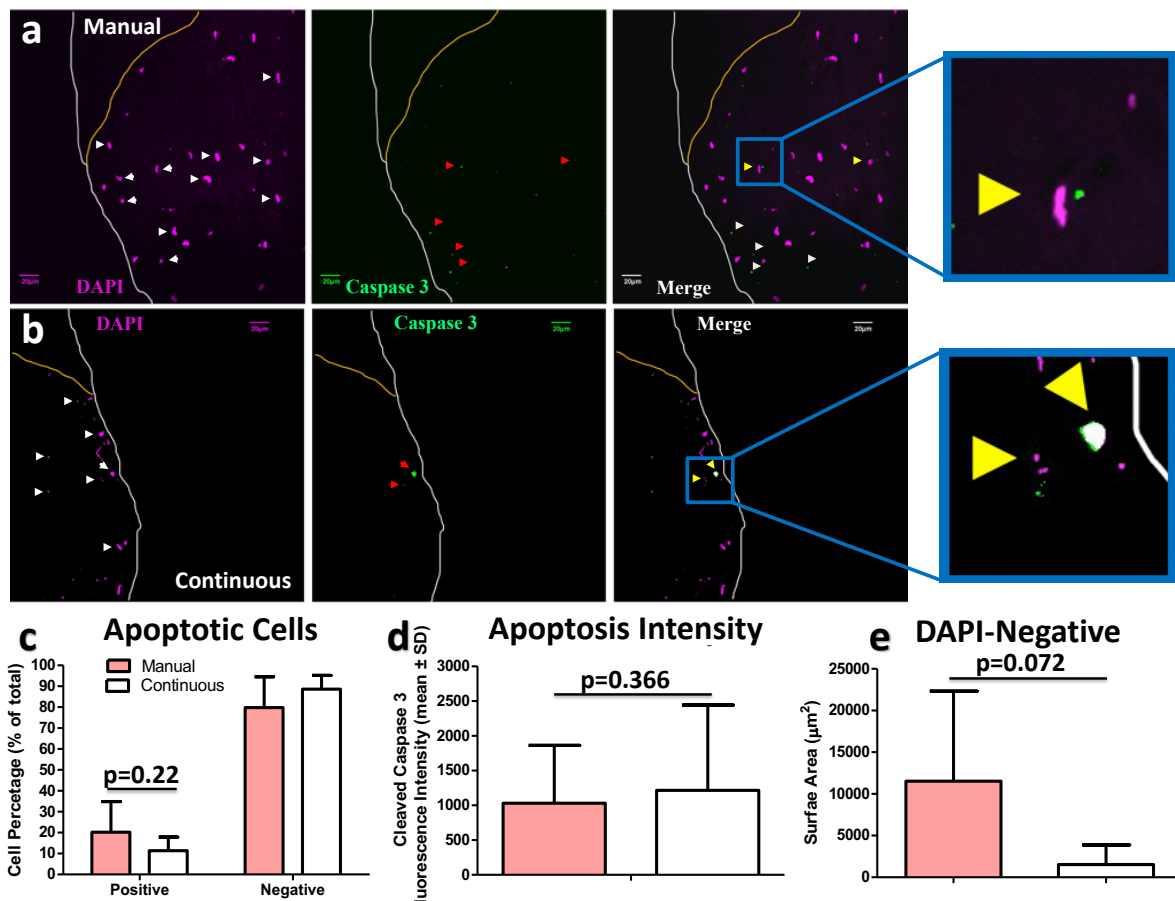 a Manual
20μm 20μm 20μm
DAPI Caspase 3 Merge
b DAPI Caspase 3 Merge
20μm 20μm 20μm
Continuous
c Apoptotic Cells
Manual
Continuous
p=0.22
Cell Percetage (% of total)
100
90
80
70
60
50
40
30
20
10
0
Positive Negative
d Apoptosis Intensity
p=0.366
Cleaved Caspase 3
luorescence Intensity (mean ± SD)
3000
2500
2000
1500
1000
500
0
e DAPI-Negative
p=0.072
Surfae Area (μm²)
25000
20000
15000
10000
5000
0